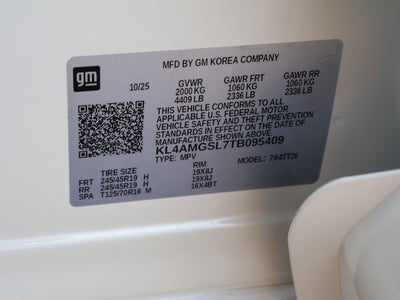 gm
MFD BY GM KOREA COMPANY
10/25 GVWR GAWR FRT GAWR RR
2000 KG 1060 KG 1060 KG
4409 LB 2336 LB 2336 LB
THIS VEHICLE CONFORMS TO ALL
APPLICABLE U.S. FEDERAL MOTOR
VEHICLE SAFETY AND THEFT PREVENTION
STANDARDS IN EFFECT ON THE DATE OF
MANUFACTURE SHOWN ABOVE.
KL4AMGSL7TB095409
TYPE: MPV MODEL: 794TT26
TIRE SIZE RIM
FRT 245/45R19 H 19X8J
RR 245/45R19 H 19X8J
SPA T125/70R16 M 16X4BT